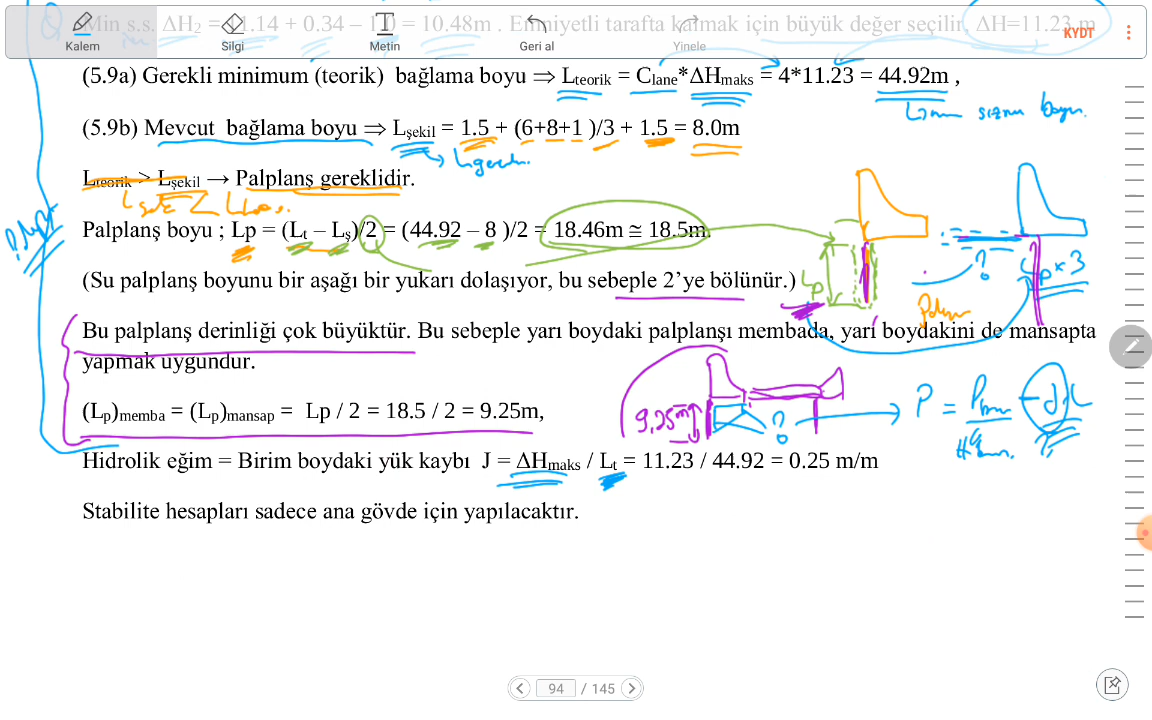 Min s.s. ΔH₂ = 11.14 + 0.34 – 1.0 = 10.48m . Emniyetli tarafta kalmak için büyük değer seçilir, ΔH=11.23 m
Kalem Silgi Metin Geri al Yinele KYDT
(5.9a) Gerekli minimum (teorik) bağlama boyu ⇒ Lteorik = Clane*ΔHmaks = 4*11.23 = 44.92m ,
min sızma boyu.
(5.9b) Mevcut bağlama boyu ⇒ Lşekil = 1.5 + (6+8+1 )/3 + 1.5 = 8.0m
Lteorik > Lşekil → Palplanş gereklidir.
Palplanş boyu ; Lp = (Lt – Lş)/2 = (44.92 – 8 )/2 = 18.46m ≅ 18.5m.
Lp
?
Lp x 3
(Su palplanş boyunu bir aşağı bir yukarı dolaşıyor, bu sebeple 2’ye bölünür.)
Bu palplanş derinliği çok büyüktür. Bu sebeple yarı boydaki palplanşı membada, yarı boydakini de mansapta
yapmak uygundur.
(Lp)memba = (Lp)mansap = Lp / 2 = 18.5 / 2 = 9.25m,
9.25m
?
P =
Hidrolik eğim = Birim boydaki yük kaybı J = ΔHmaks / Lt = 11.23 / 44.92 = 0.25 m/m
Stabilite hesapları sadece ana gövde için yapılacaktır.
94 / 145